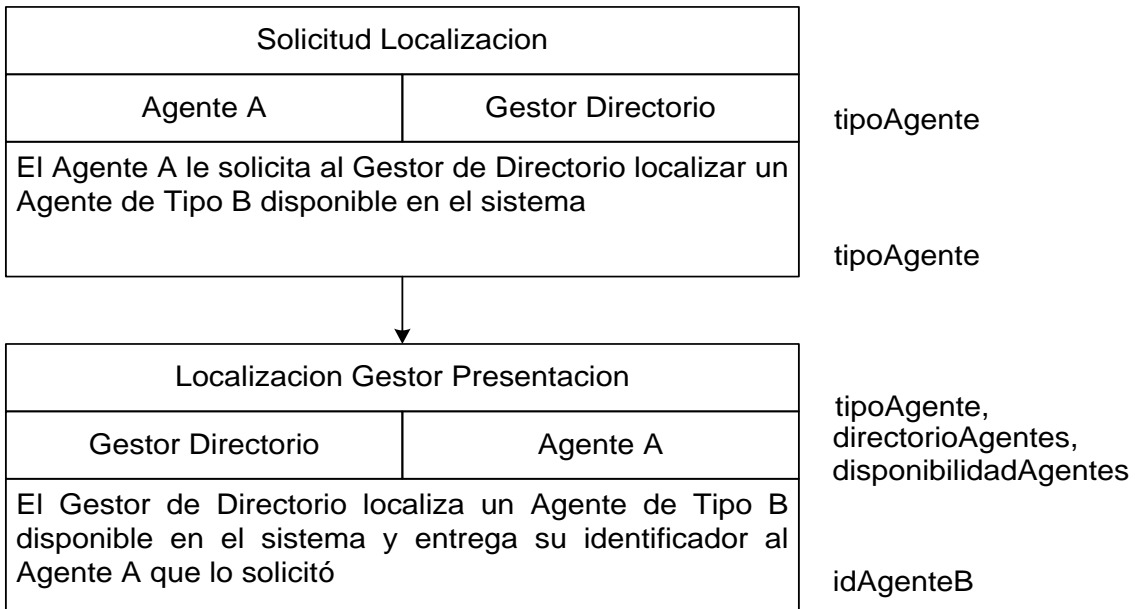 Solicitud Localizacion
Agente A
Gestor Directorio
tipoAgente
El Agente A le solicita al Gestor de Directorio localizar un
Agente de Tipo B disponible en el sistema
tipoAgente
Localizacion Gestor Presentacion
Gestor Directorio
Agente A
tipoAgente,
directorioAgentes,
disponibilidadAgentes
El Gestor de Directorio localiza un Agente de Tipo B
disponible en el sistema y entrega su identificador al
Agente A que lo solicitó
idAgenteB